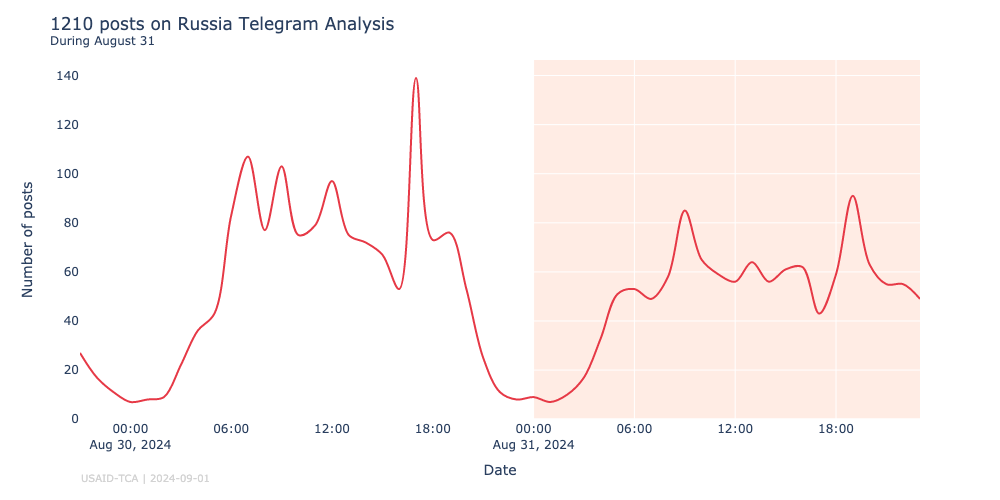 1210 posts on Russia Telegram Analysis
During August 31
Number of posts
140
120
100
80
60
40
20
0
00:00 06:00 12:00 18:00 00:00 06:00 12:00 18:00
Aug 30, 2024 Aug 31, 2024
Date
USAID-TCA | 2024-09-01